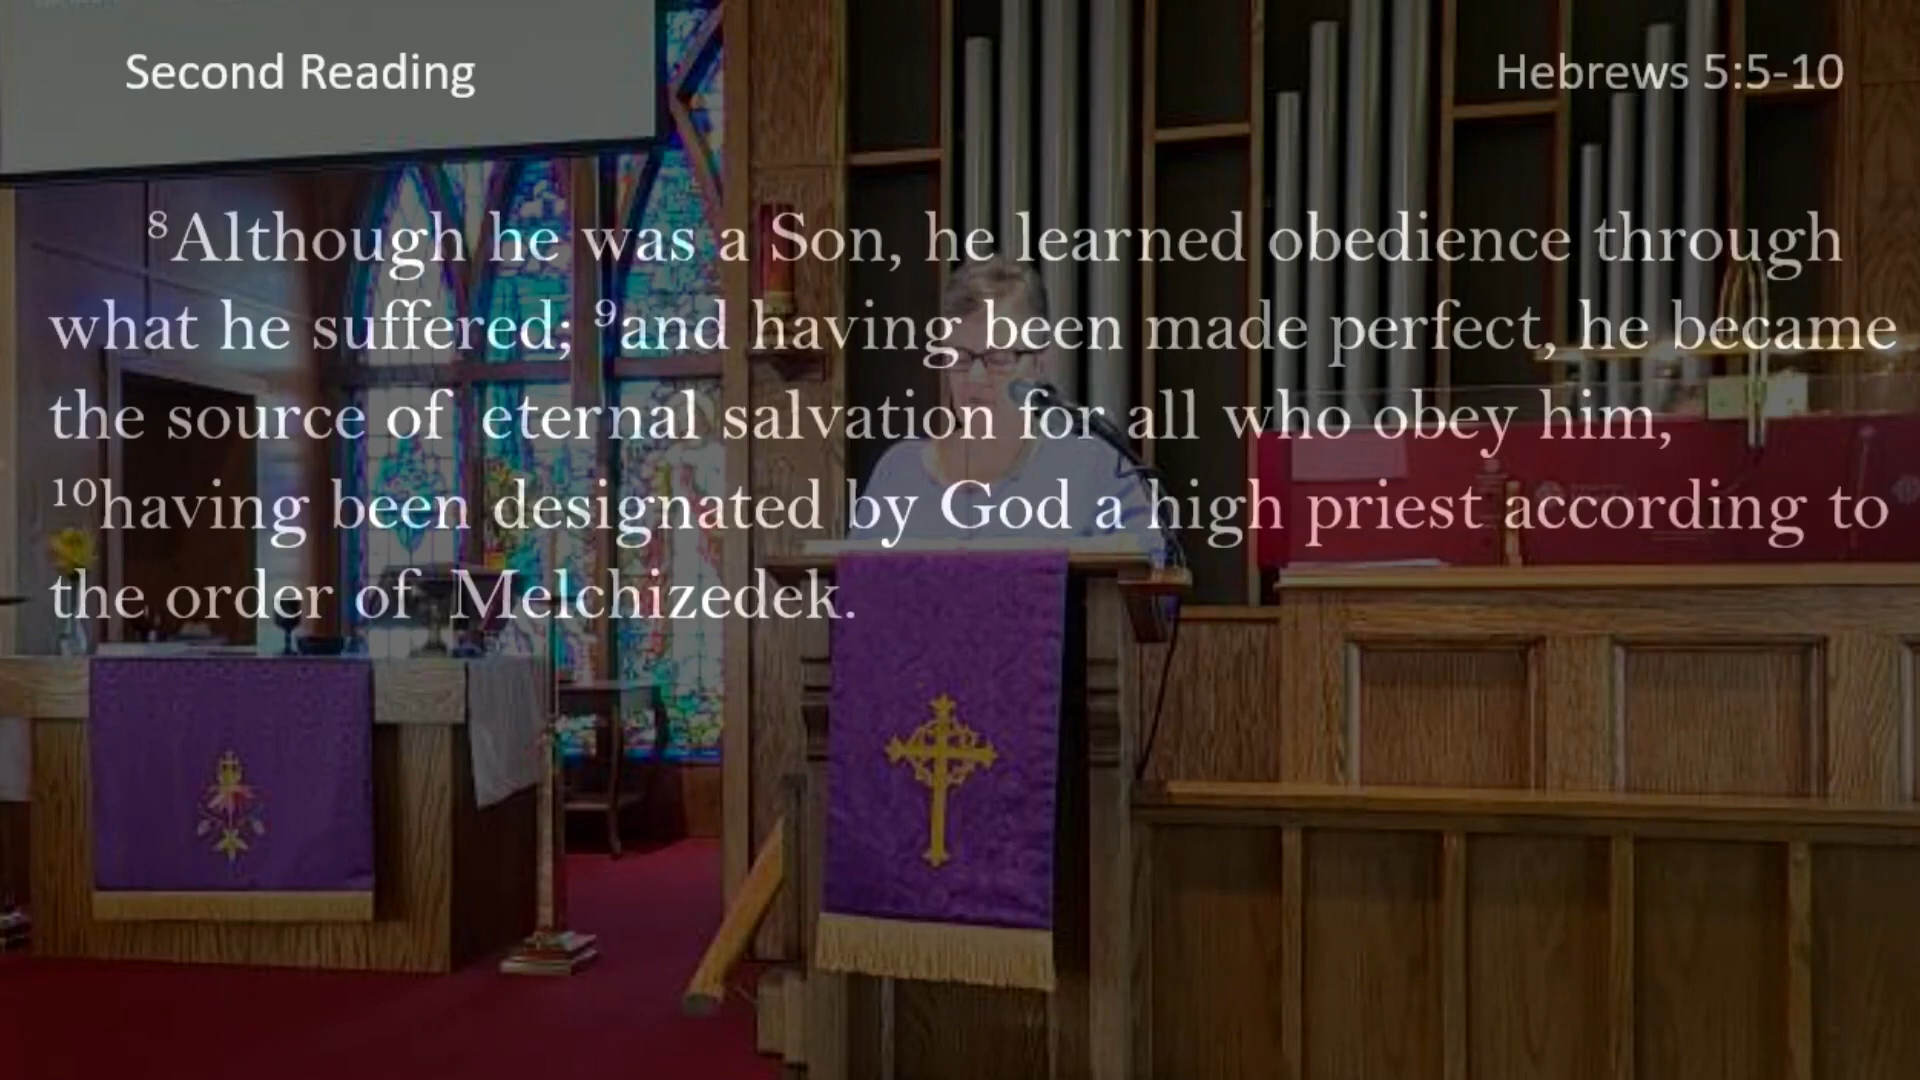 Second Reading
Hebrews 5:5-10
⁸Although he was a Son, he learned obedience through
what he suffered; ⁹and having been made perfect, he became
the source of eternal salvation for all who obey him,
¹⁰having been designated by God a high priest according to
the order of Melchizedek.